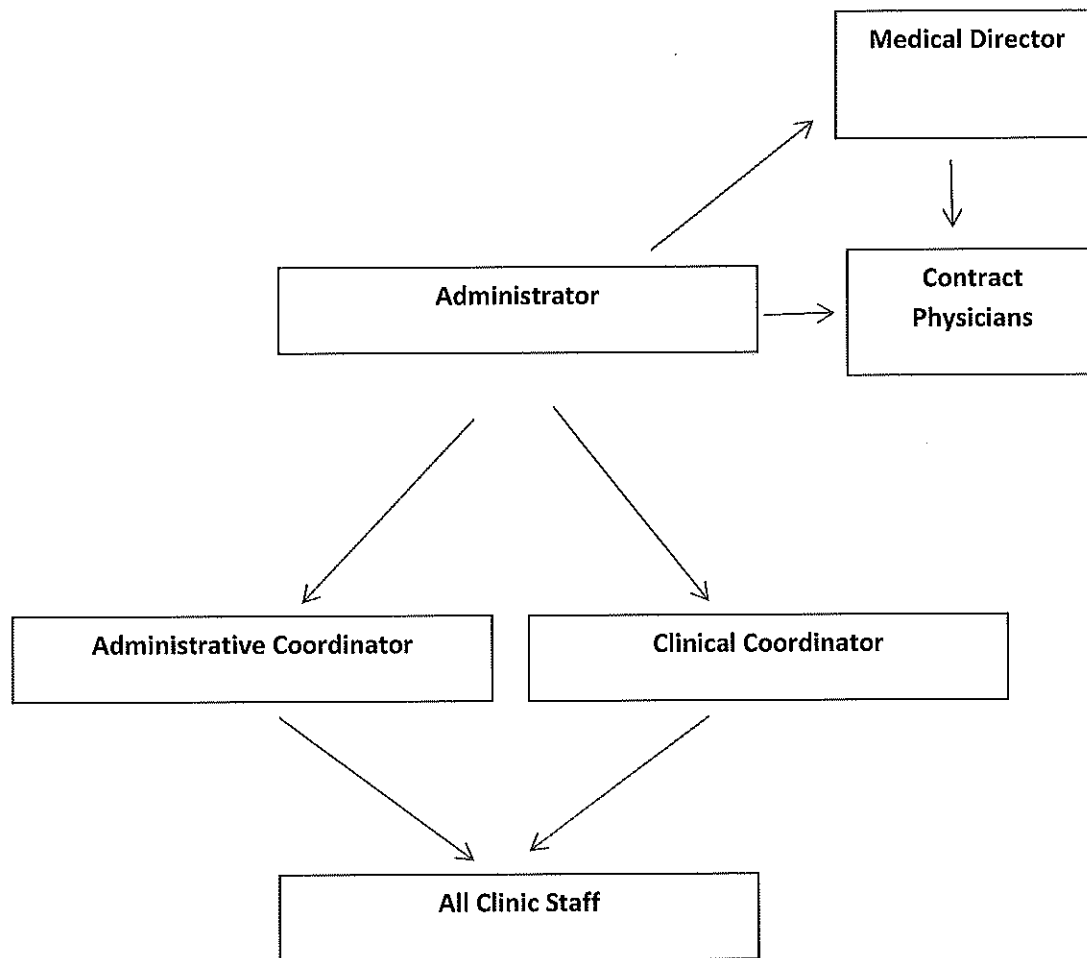 Medical Director
Administrator
Contract
Physicians
Administrative Coordinator
Clinical Coordinator
All Clinic Staff